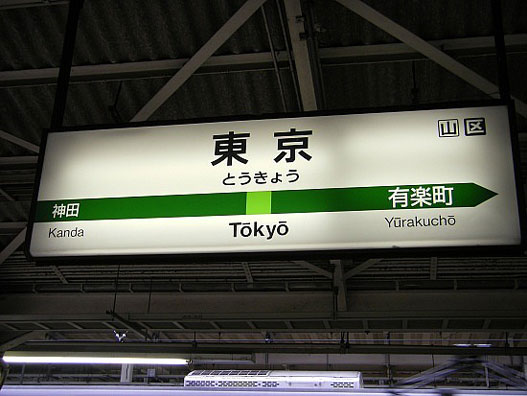 東京
山 区
とうきょう
神田
有楽町
Kanda
Tōkyō
Yūrakuchō